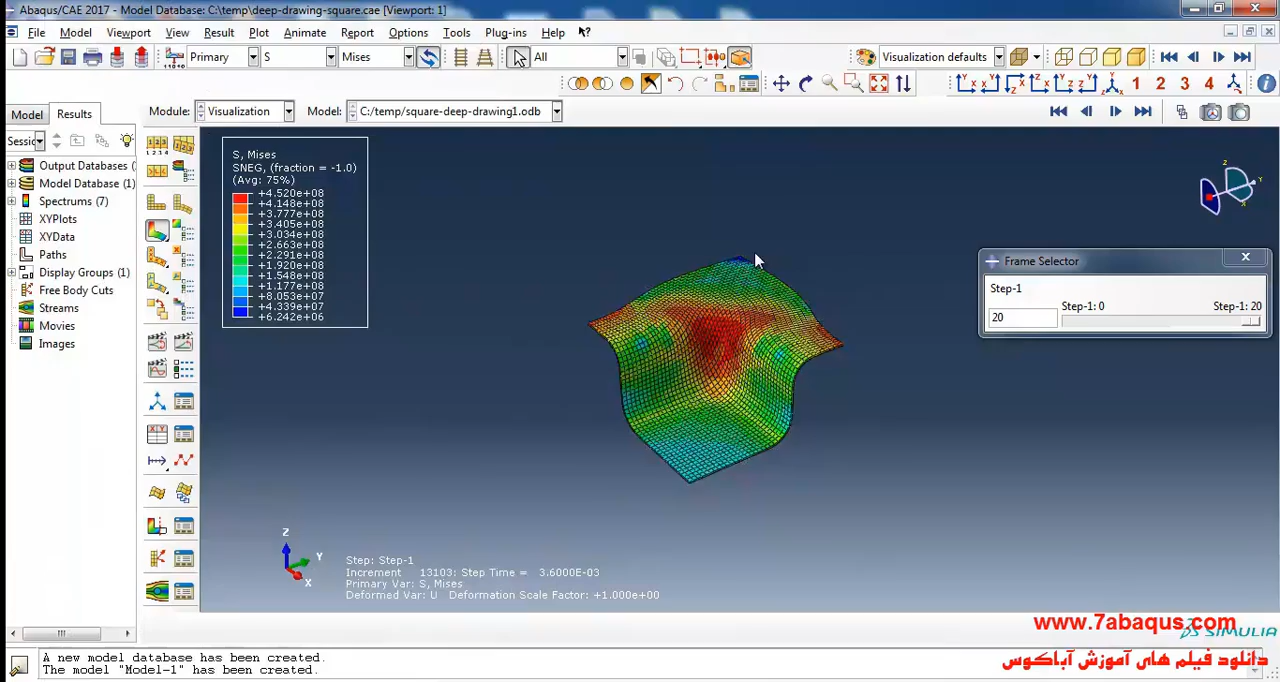 Abaqus/CAE 2017 - Model Database: C:\temp\deep-drawing-square.cae [Viewport: 1]
File Model Viewport View Result Plot Animate Report Options Tools Plug-ins Help
Primary S Mises All Visualization defaults
1 2 3 4
Model Results Module: Visualization Model: C:/temp/square-deep-drawing1.odb
Output Databases (
Model Database (1)
Spectrums (7)
XYPlots
XYData
Paths
Display Groups (1)
Free Body Cuts
Streams
Movies
Images
S, Mises
SNEG, (fraction = -1.0)
(Avg: 75%)
+4.520e+08
+4.148e+08
+3.777e+08
+3.405e+08
+3.034e+08
+2.663e+08
+2.291e+08
+1.920e+08
+1.548e+08
+1.177e+08
+8.053e+07
+4.339e+07
+6.242e+06
Z
Y
X
Frame Selector
Step-1
Step-1: 0 Step-1: 20
20
Z
Y
X
Step: Step-1
Increment 13103: Step Time = 3.6000E-03
Primary Var: S, Mises
Deformed Var: U Deformation Scale Factor: +1.000e+00
www.7abaqus.com
SIMULIA
دانلود فیلم های آموزش آباکوس
A new model database has been created.
The model "Model-1" has been created.